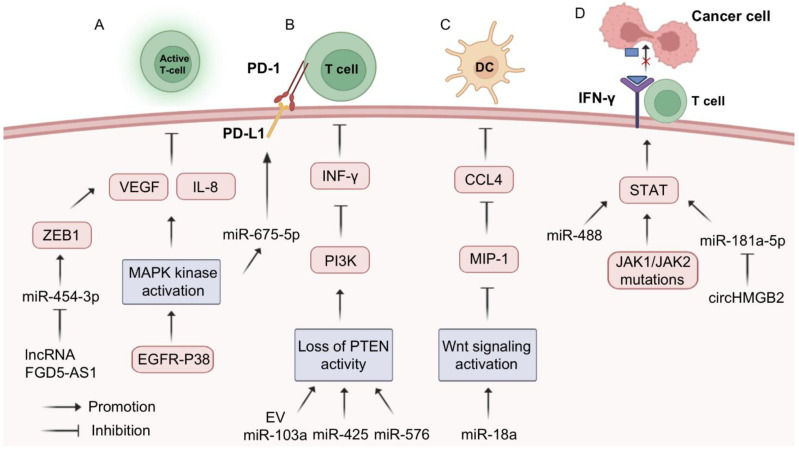 A
Active
T-cell
VEGF
IL-8
ZEB1
MAPK kinase
activation
miR-454-3p
EGFR-P38
lncRNA
FGD5-AS1
Promotion
Inhibition
B
PD-1
T cell
PD-L1
INF-γ
miR-675-5p
PI3K
Loss of PTEN
activity
EV
miR-103a
miR-425
miR-576
C
DC
CCL4
MIP-1
Wnt signaling
activation
miR-18a
D
Cancer cell
IFN-γ
T cell
STAT
miR-488
miR-181a-5p
JAK1/JAK2
mutations
circHMGB2